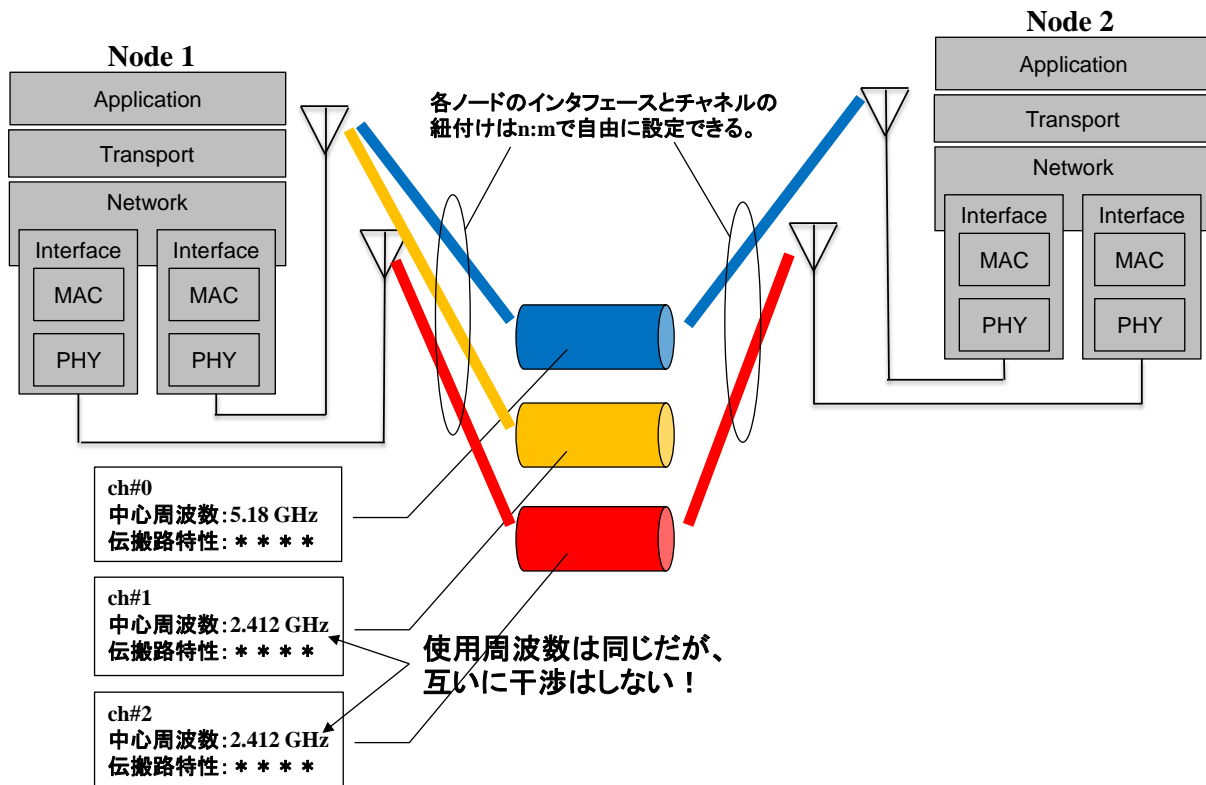 Node 1
Application
Transport
Network
Interface
Interface
MAC
MAC
PHY
PHY
各ノードのインタフェースとチャネルの
紐付けはn:mで自由に設定できる。
Node 2
Application
Transport
Network
Interface
Interface
MAC
MAC
PHY
PHY
ch#0
中心周波数:5.18 GHz
伝搬路特性:＊＊＊＊
ch#1
中心周波数:2.412 GHz
伝搬路特性:＊＊＊＊
ch#2
中心周波数:2.412 GHz
伝搬路特性:＊＊＊＊
使用周波数は同じだが、
互いに干渉はしない！